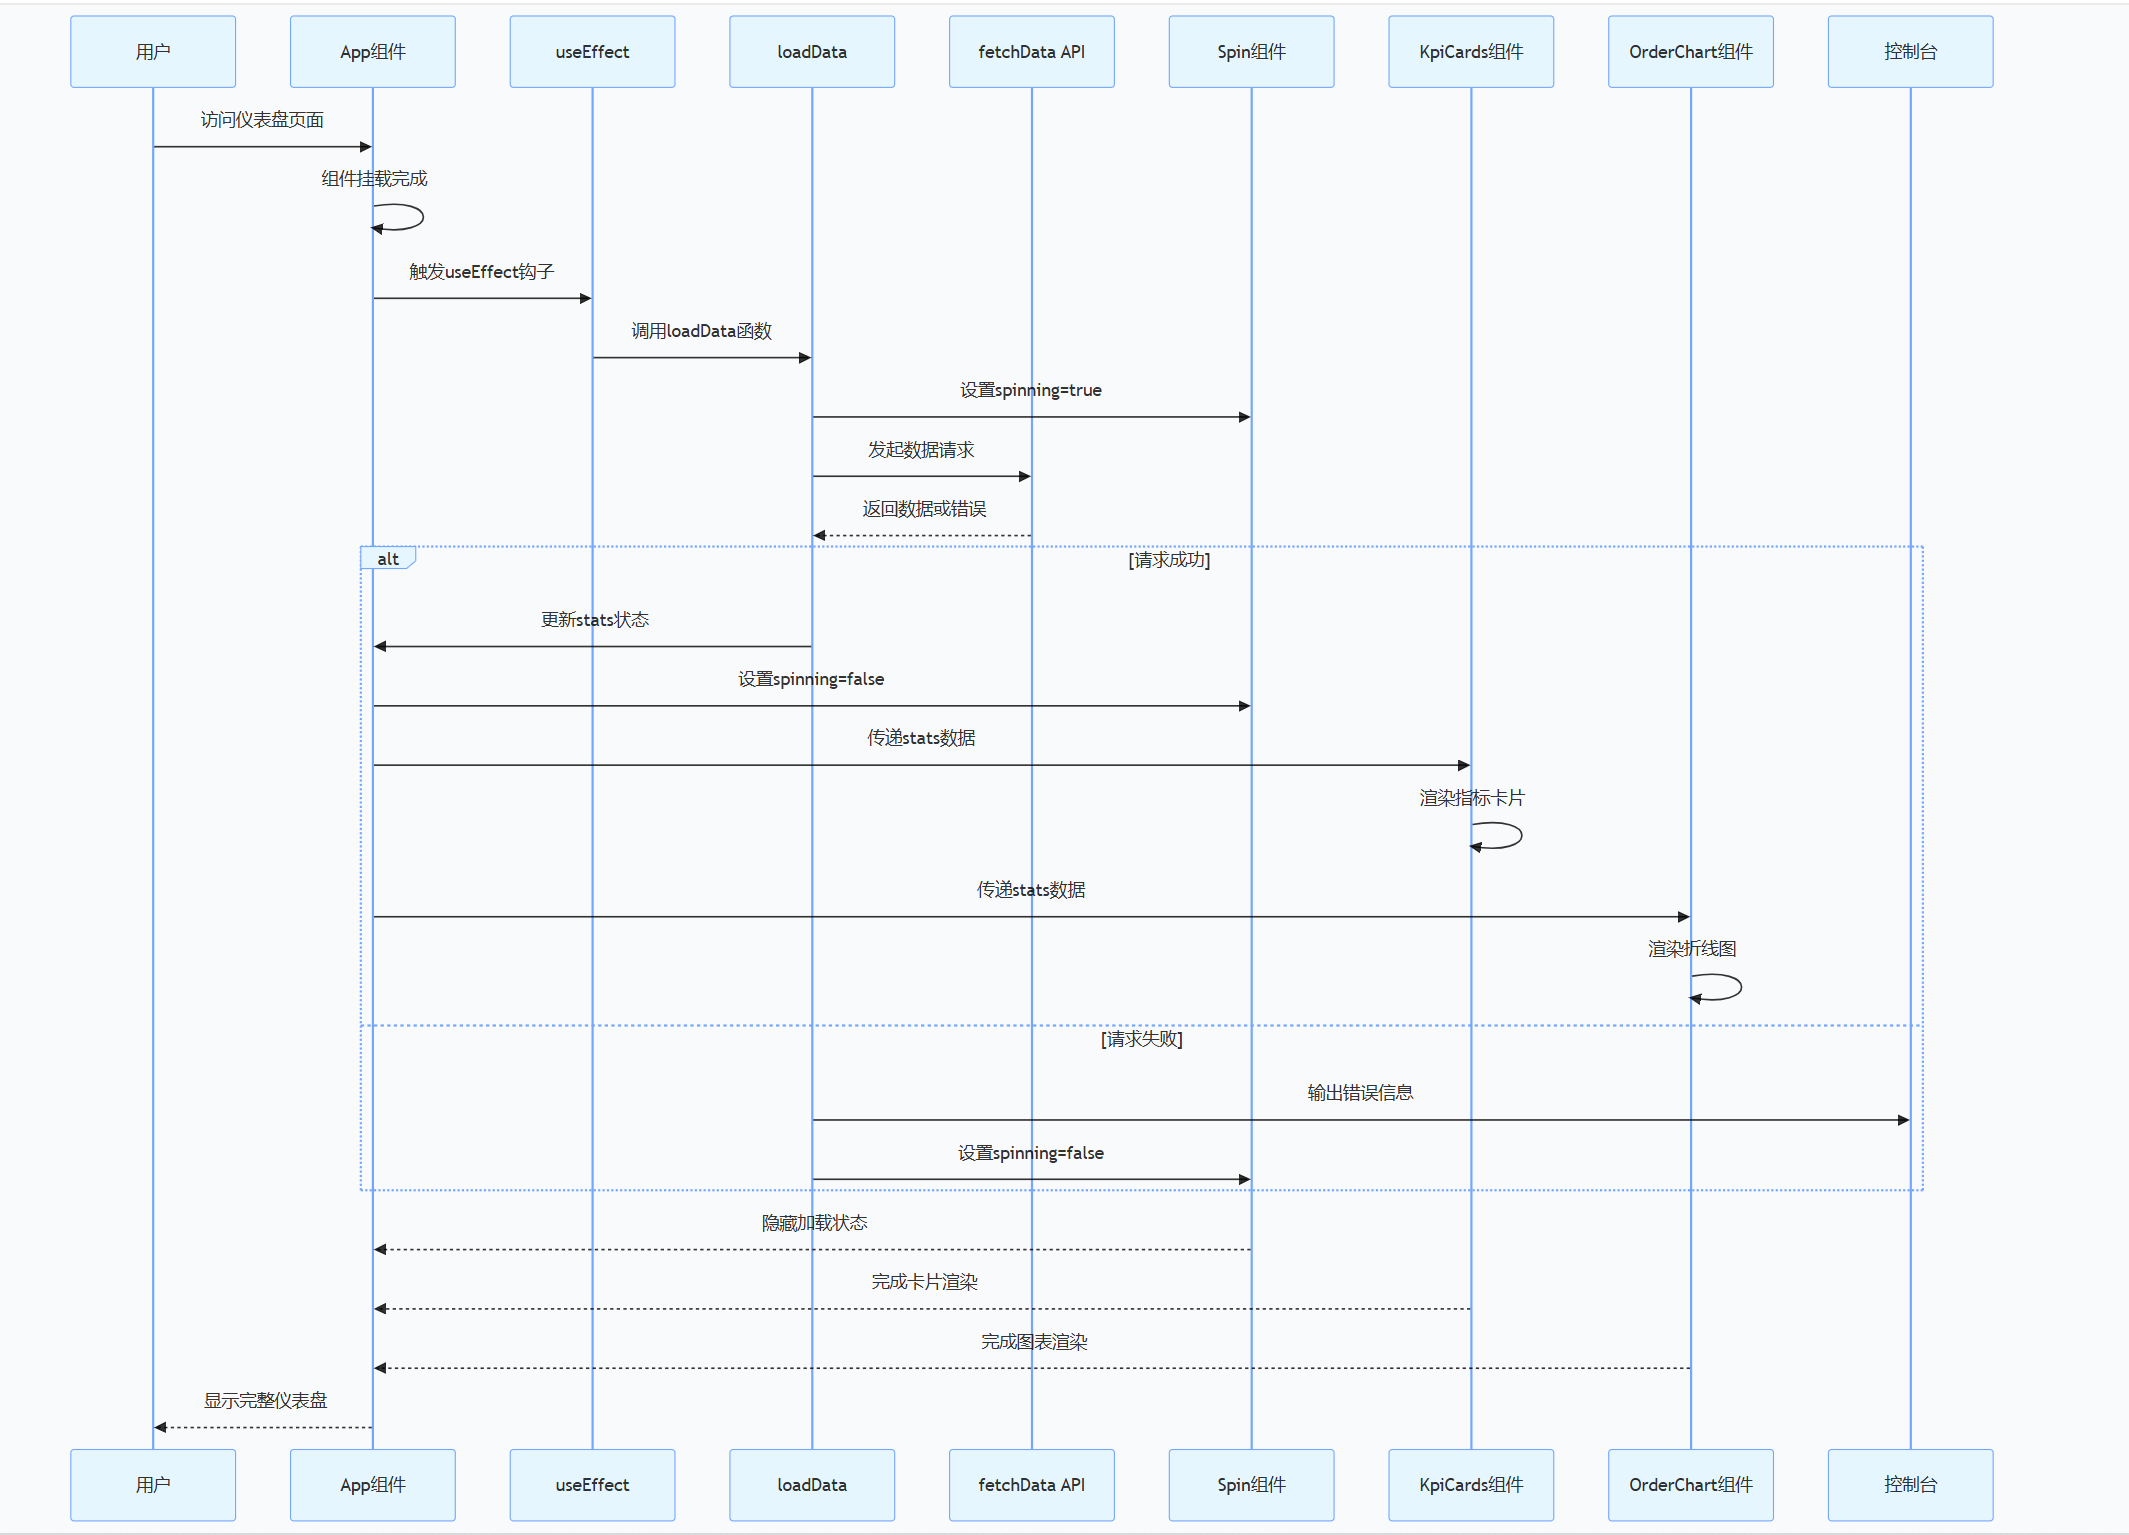 用户
App组件
useEffect
loadData
fetchData API
Spin组件
KpiCards组件
OrderChart组件
控制台
访问仪表盘页面
组件挂载完成
触发useEffect钩子
调用loadData函数
设置spinning=true
发起数据请求
返回数据或错误
alt
[请求成功]
更新stats状态
设置spinning=false
传递stats数据
渲染指标卡片
传递stats数据
渲染折线图
[请求失败]
输出错误信息
设置spinning=false
隐藏加载状态
完成卡片渲染
完成图表渲染
显示完整仪表盘
用户
App组件
useEffect
loadData
fetchData API
Spin组件
KpiCards组件
OrderChart组件
控制台